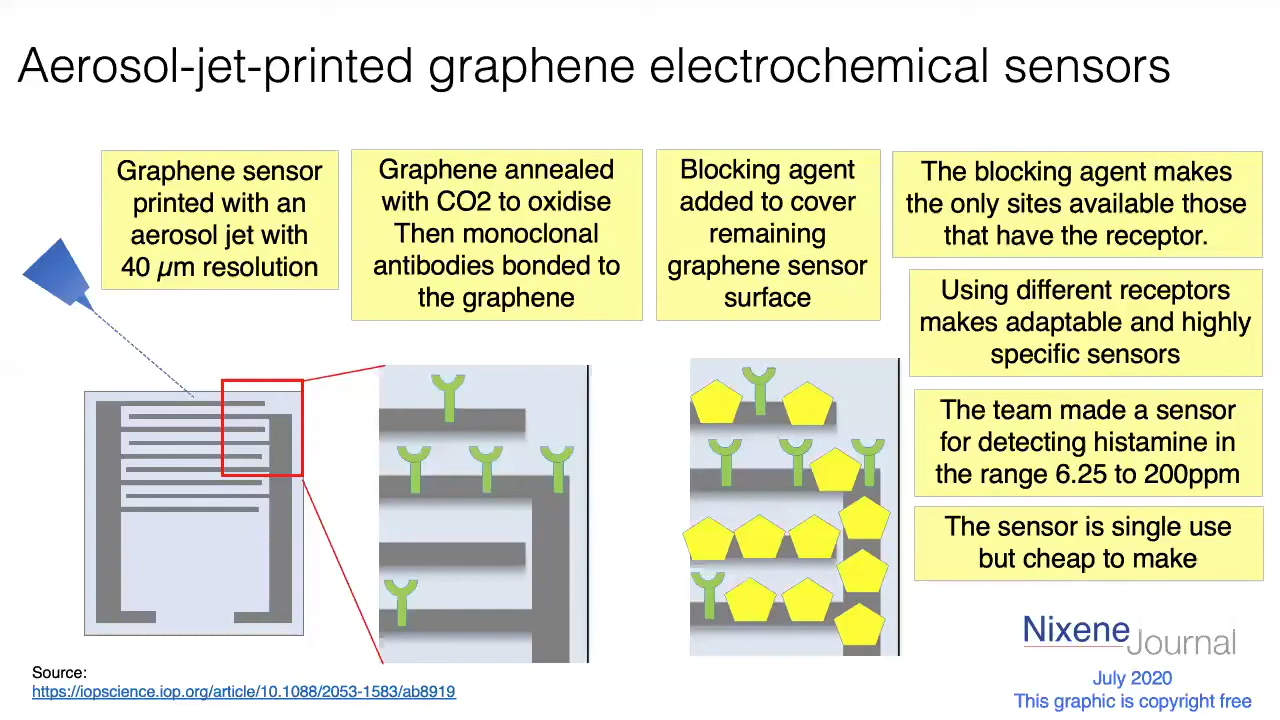 Aerosol-jet-printed graphene electrochemical sensors
Graphene sensor
printed with an
aerosol jet with
40 µm resolution
Graphene annealed
with CO2 to oxidise
Then monoclonal
antibodies bonded to
the graphene
Blocking agent
added to cover
remaining
graphene sensor
surface
The blocking agent makes
the only sites available those
that have the receptor.
Using different receptors
makes adaptable and highly
specific sensors
The team made a sensor
for detecting histamine in
the range 6.25 to 200ppm
The sensor is single use
but cheap to make
Source:
https://iopscience.iop.org/article/10.1088/2053-1583/ab8919
Nixene Journal
July 2020
This graphic is copyright free